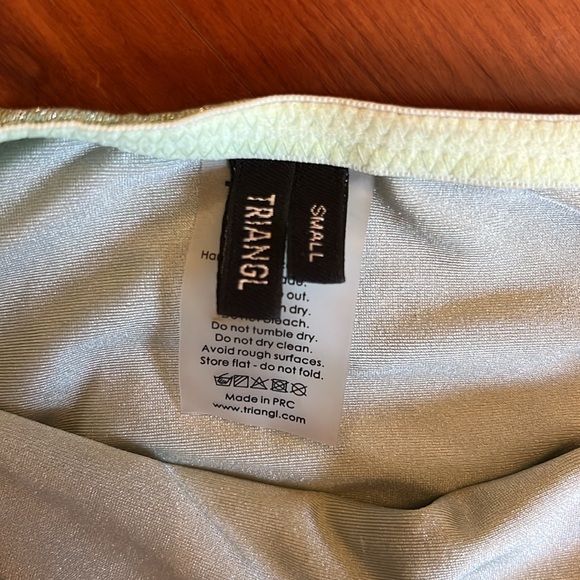 TRIANGL
SMALL
out.
dry.
Do not tumble dry.
Do not dry clean.
Avoid rough surfaces.
Store flat - do not fold.
Made in PRC
www.triangl.com